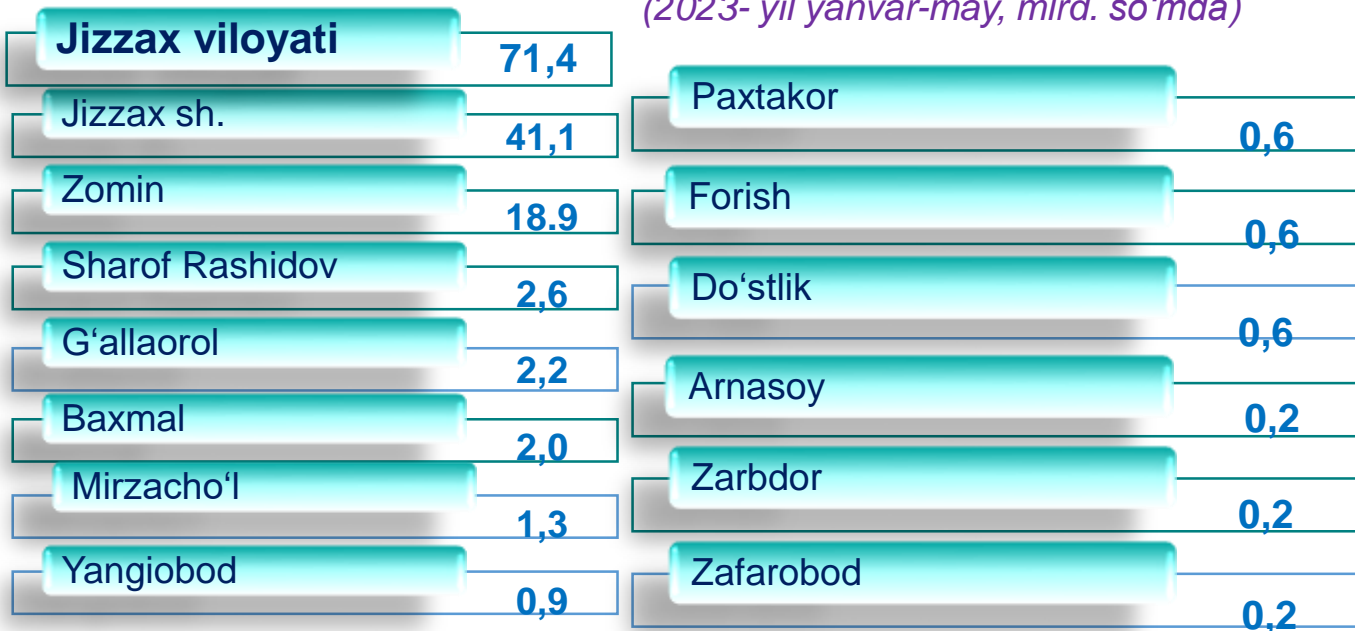 (2023- yil yanvar-may, mlrd. so‘mda)
Jizzax viloyati
71,4
Jizzax sh.
41,1
Zomin
18.9
Sharof Rashidov
2,6
G‘allaorol
2,2
Baxmal
2,0
Mirzacho‘l
1,3
Yangiobod
0,9
Paxtakor
0,6
Forish
0,6
Do‘stlik
0,6
Arnasoy
0,2
Zarbdor
0,2
Zafarobod
0,2